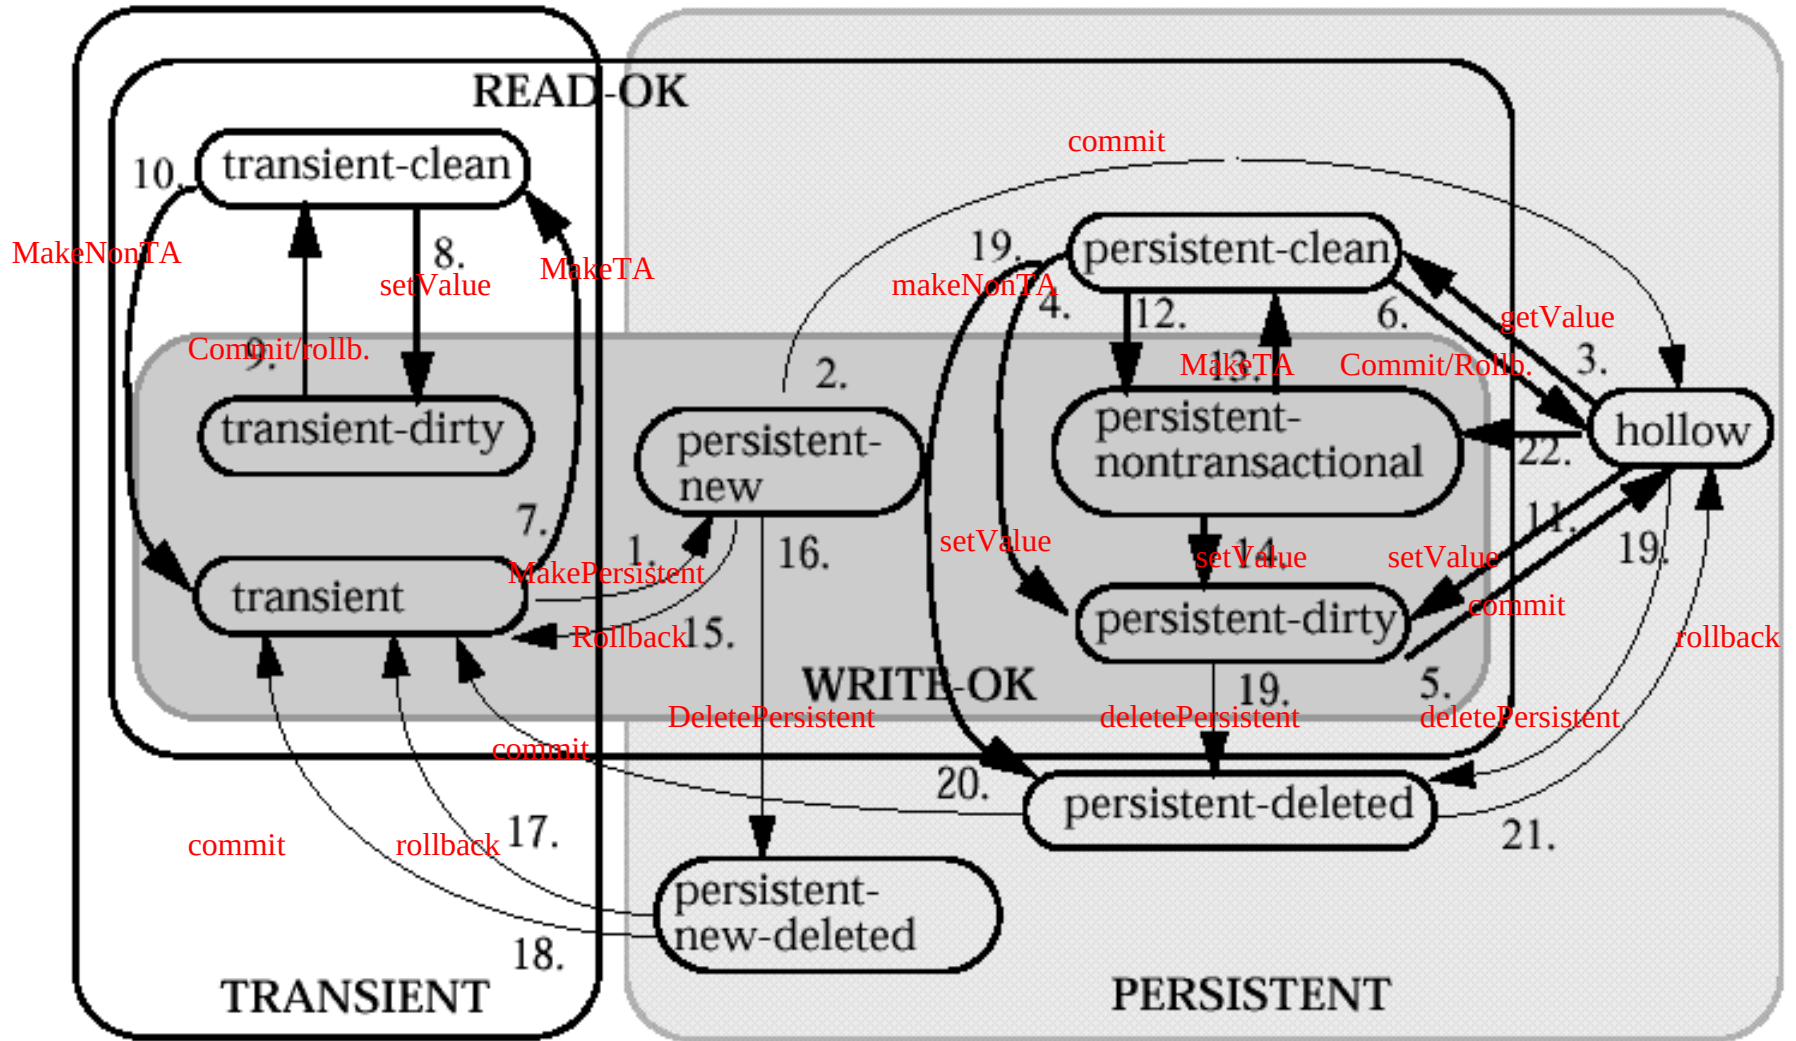 READ-OK
transient-clean
10.
commit
MakeNonTA
8.
setValue
MakeTA
19.
persistent-clean
makeNonTA
4.
12.
6.
getValue
Commit/rollb.
9.
2.
MakeTA
13.
Commit/Rollb.
3.
transient-dirty
persistent-
new
persistent-
nontransactional
hollow
22.
7.
1.
16.
setValue
setValue
14.
setValue
11.
19.
MakePersistent
transient
Rollback
15.
persistent-dirty
commit
rollback
WRITE-OK
19.
5.
DeletePersistent
deletePersistent
deletePersistent
commit
20.
persistent-deleted
commit
rollback
17.
21.
persistent-
new-deleted
18.
TRANSIENT
PERSISTENT